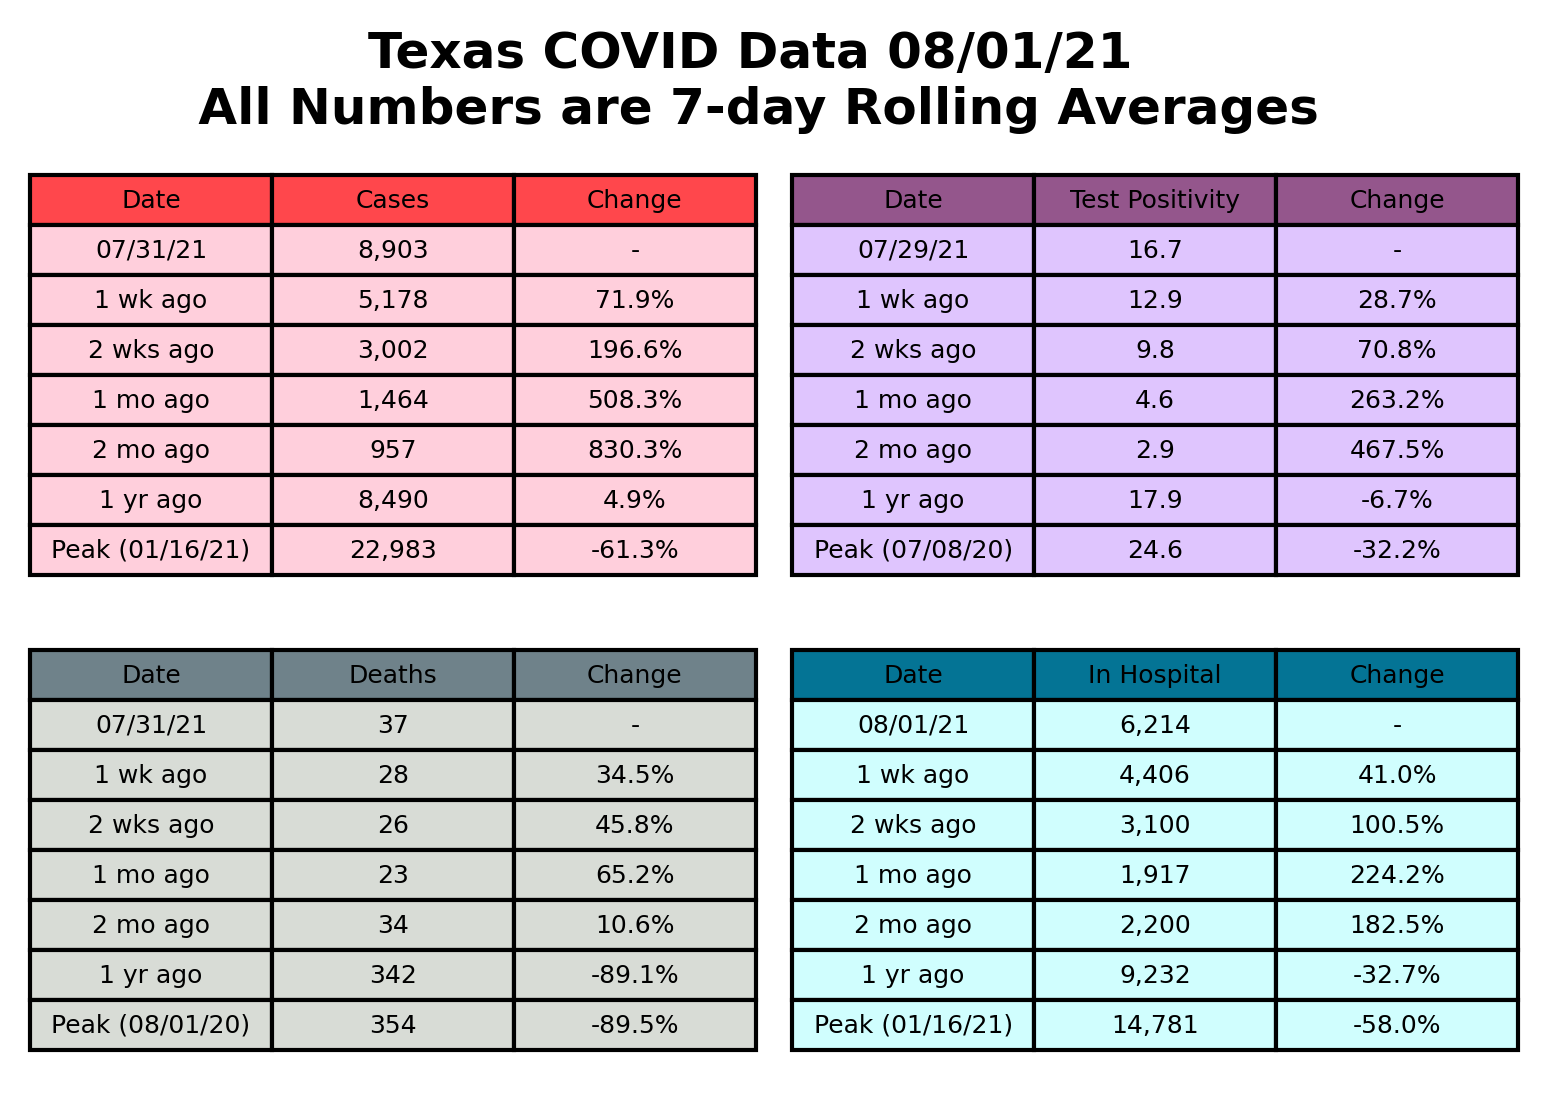 Texas COVID Data 08/01/21
All Numbers are 7-day Rolling Averages
Date Cases Change
07/31/21 8,903 -
1 wk ago 5,178 71.9%
2 wks ago 3,002 196.6%
1 mo ago 1,464 508.3%
2 mo ago 957 830.3%
1 yr ago 8,490 4.9%
Peak (01/16/21) 22,983 -61.3%
Date Test Positivity Change
07/29/21 16.7 -
1 wk ago 12.9 28.7%
2 wks ago 9.8 70.8%
1 mo ago 4.6 263.2%
2 mo ago 2.9 467.5%
1 yr ago 17.9 -6.7%
Peak (07/08/20) 24.6 -32.2%
Date Deaths Change
07/31/21 37 -
1 wk ago 28 34.5%
2 wks ago 26 45.8%
1 mo ago 23 65.2%
2 mo ago 34 10.6%
1 yr ago 342 -89.1%
Peak (08/01/20) 354 -89.5%
Date In Hospital Change
08/01/21 6,214 -
1 wk ago 4,406 41.0%
2 wks ago 3,100 100.5%
1 mo ago 1,917 224.2%
2 mo ago 2,200 182.5%
1 yr ago 9,232 -32.7%
Peak (01/16/21) 14,781 -58.0%